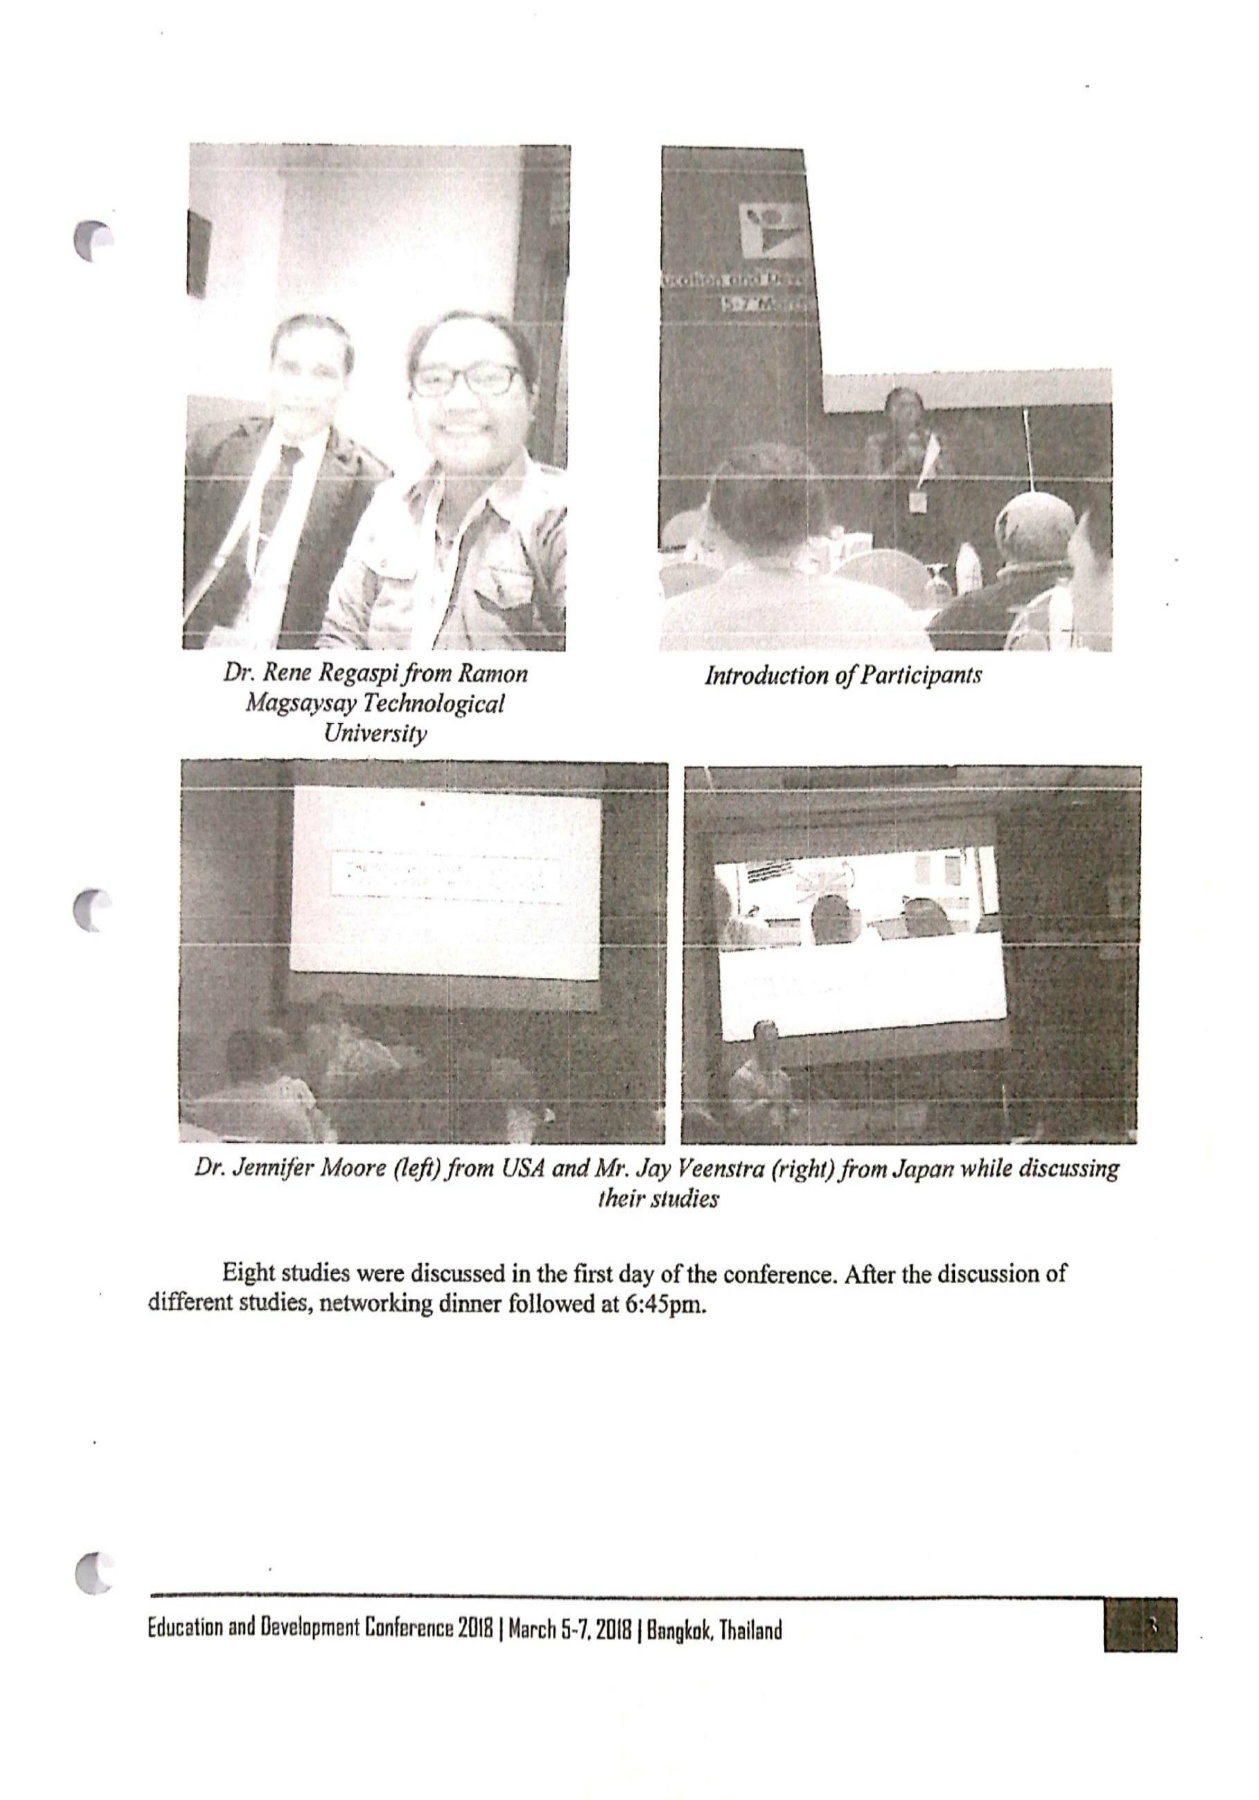 ucation and Deve
5-7 March
Dr. Rene Regaspi from Ramon
Magsaysay Technological
University
Introduction of Participants
Dr. Jennifer Moore (left) from USA and Mr. Jay Veenstra (right) from Japan while discussing
their studies
Eight studies were discussed in the first day of the conference. After the discussion of
different studies, networking dinner followed at 6:45pm.
Education and Development Conference 2018 | March 5-7, 2018 | Bangkok, Thailand
3